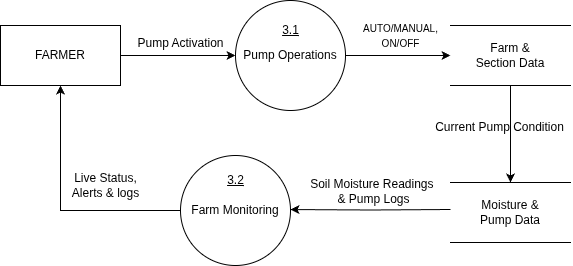 FARMER
Pump Activation
3.1
Pump Operations
AUTO/MANUAL,
ON/OFF
Farm &
Section Data
Current Pump Condition
Live Status,
Alerts & logs
3.2
Farm Monitoring
Soil Moisture Readings
& Pump Logs
Moisture &
Pump Data